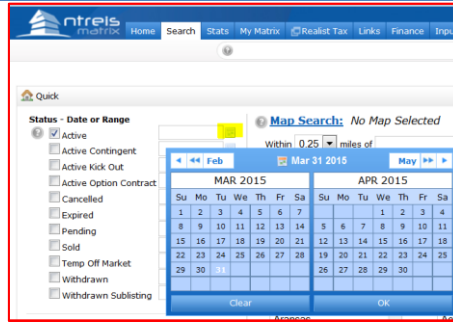 ntreis
matrix
Home Search Stats My Matrix Realist Tax Links Finance Inpu
Quick
Status - Date or Range
Map Search: No Map Selected
Active
Within 0.25 miles of
Active Contingent
Active Kick Out
Active Option Contract
Cancelled
Expired
Pending
Sold
Temp Off Market
Withdrawn
Withdrawn Sublisting
Feb Mar 31 2015 May
MAR 2015 APR 2015
Su Mo Tu We Th Fr Sa Su Mo Tu We Th Fr Sa
1 2 3 4 5 6 7 1 2 3 4
8 9 10 11 12 13 14 5 6 7 8 9 10 11
15 16 17 18 19 20 21 12 13 14 15 16 17 18
22 23 24 25 26 27 28 19 20 21 22 23 24 25
29 30 31 26 27 28 29 30
Clear OK